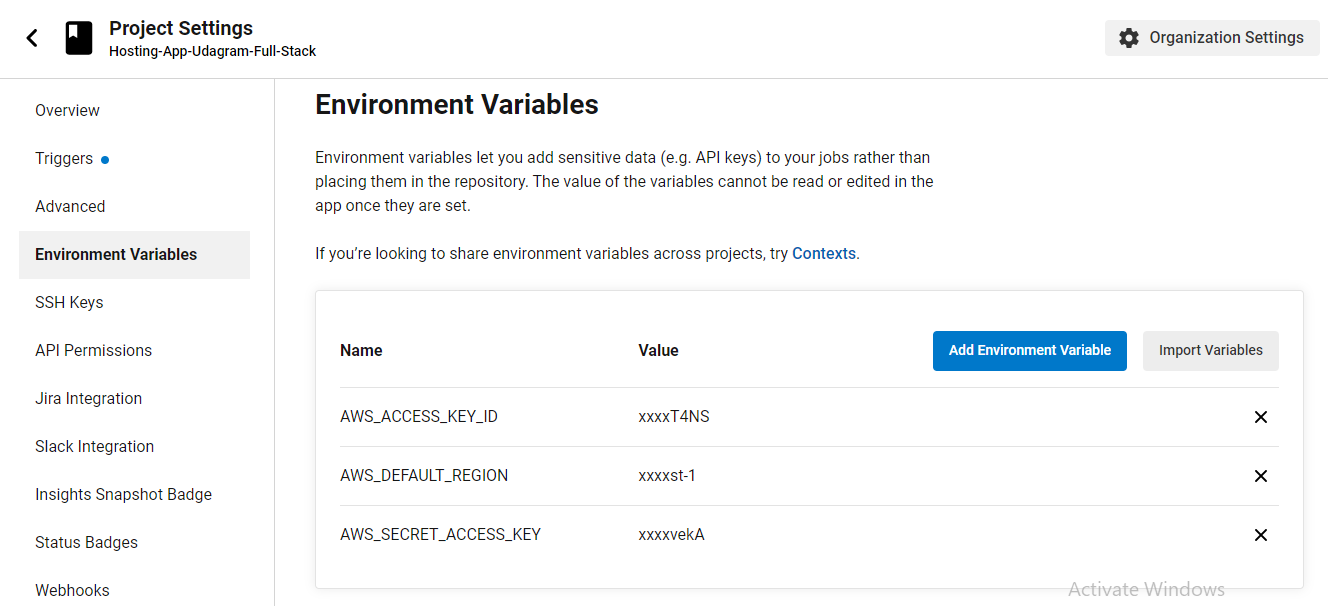 Project Settings
Hosting-App-Udagram-Full-Stack
Organization Settings
Overview
Triggers
Advanced
Environment Variables
SSH Keys
API Permissions
Jira Integration
Slack Integration
Insights Snapshot Badge
Status Badges
Webhooks
Environment Variables
Environment variables let you add sensitive data (e.g. API keys) to your jobs rather than
placing them in the repository. The value of the variables cannot be read or edited in the
app once they are set.
If you’re looking to share environment variables across projects, try Contexts.
Name Value Add Environment Variable Import Variables
AWS_ACCESS_KEY_ID xxxxT4NS
AWS_DEFAULT_REGION xxxxst-1
AWS_SECRET_ACCESS_KEY xxxxvekA
Activate Windows